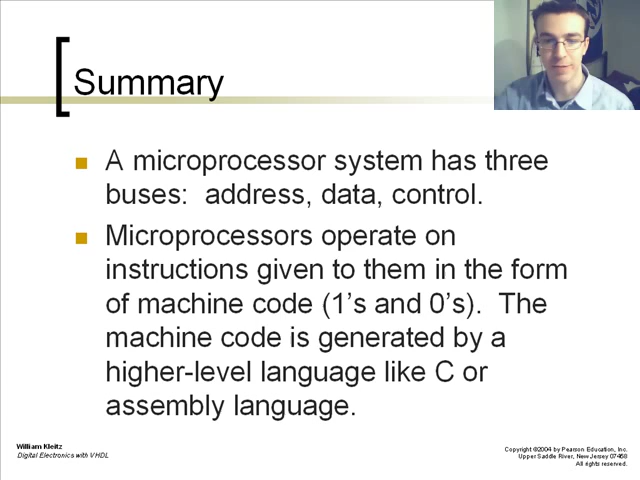 Summary
A microprocessor system has three
buses:  address, data, control.
Microprocessors operate on
instructions given to them in the form
of machine code (1's and 0's).  The
machine code is generated by a
higher-level language like C or
assembly language.
William Kleitz
Digital Electronics with VHDL
Copyright ©2004 by Pearson Education, Inc.
Upper Saddle River, New Jersey 07458
All rights reserved.